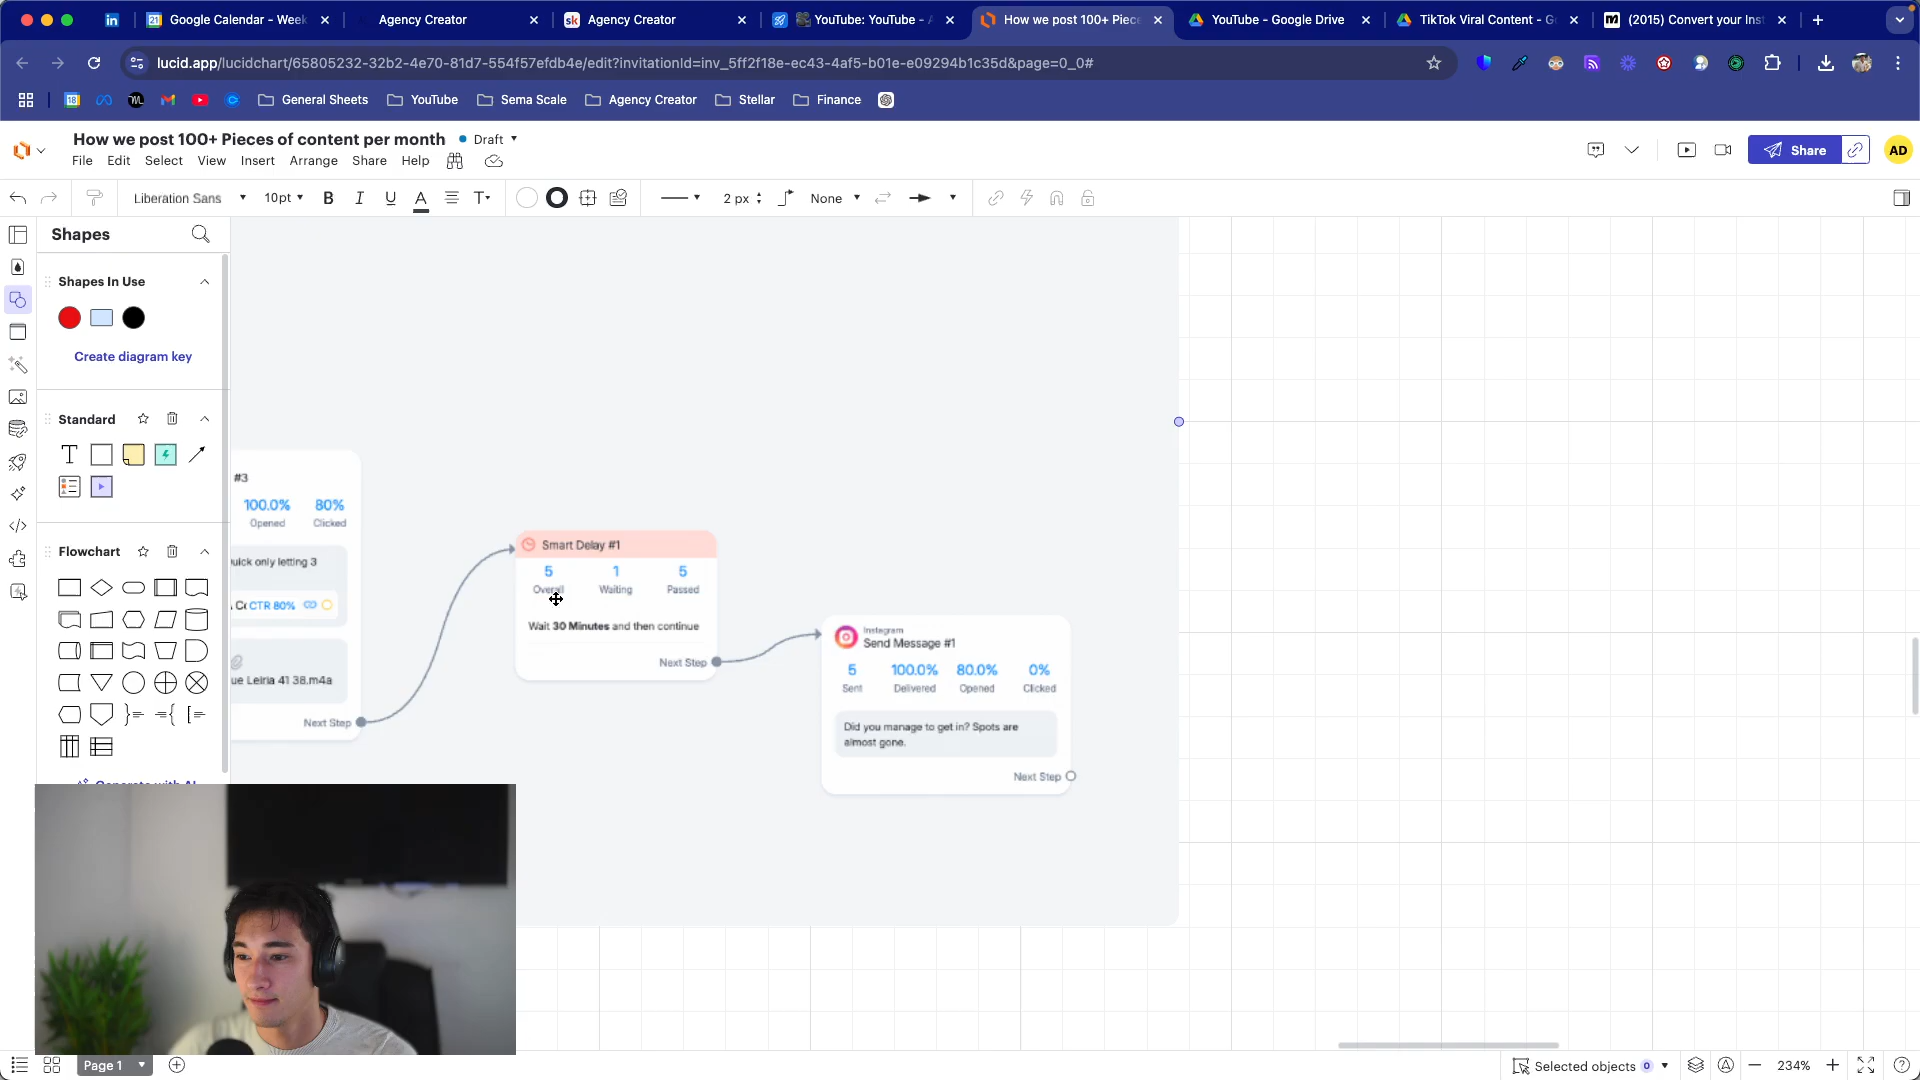 Google Calendar - Week
Agency Creator
Agency Creator
YouTube: YouTube - A
How we post 100+ Piece
YouTube - Google Drive
TikTok Viral Content - G
(2015) Convert your Inst
lucid.app/lucidchart/65805232-32b2-4e70-81d7-554f57efdb4e/edit?invitationId=inv_5ff2f18e-ec43-4af5-b01e-e09294b1c35d&page=0_0#
General Sheets
YouTube
Sema Scale
Agency Creator
Stellar
Finance
How we post 100+ Pieces of content per month
Draft
File Edit Select View Insert Arrange Share Help
Share
AD
Liberation Sans
10pt
B I U A T
2 px
None
Shapes
Shapes In Use
Create diagram key
Standard
T
Flowchart
Generate with AI
#3
100.0% 80%
Opened Clicked
uick only letting 3
CTR 80%
ue Leiria 41 38.m4a
Next Step
Smart Delay #1
5 1 5
Overall Waiting Passed
Wait 30 Minutes and then continue
Next Step
Instagram
Send Message #1
5 100.0% 80.0% 0%
Sent Delivered Opened Clicked
Did you manage to get in? Spots are
almost gone.
Next Step
Page 1
Selected objects 0
234%